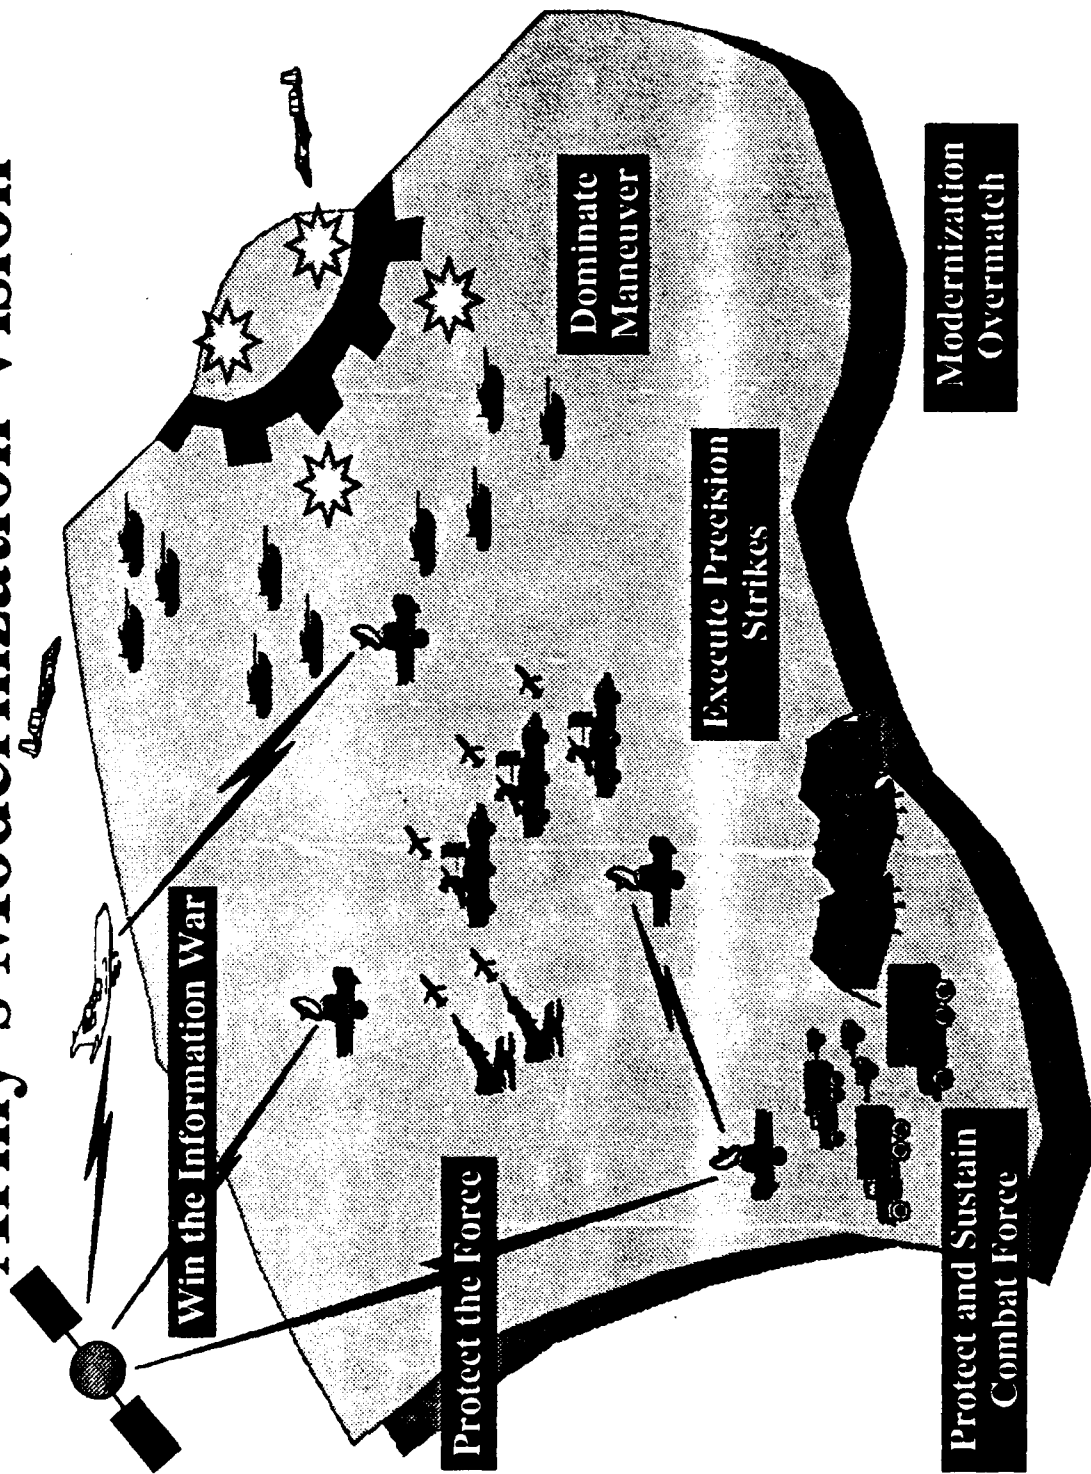 Army's Modernization Vision
Win the Information War
Protect the Force
Dominate
Maneuver
Execute Precision
Strikes
Protect and Sustain
Combat Force
Modernization
Overmatch